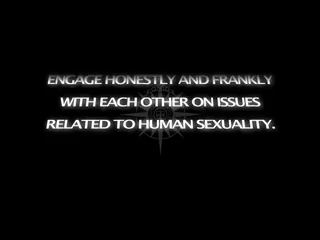 ENGAGE HONESTLY AND FRANKLY
WITH EACH OTHER ON ISSUES
RELATED TO HUMAN SEXUALITY.